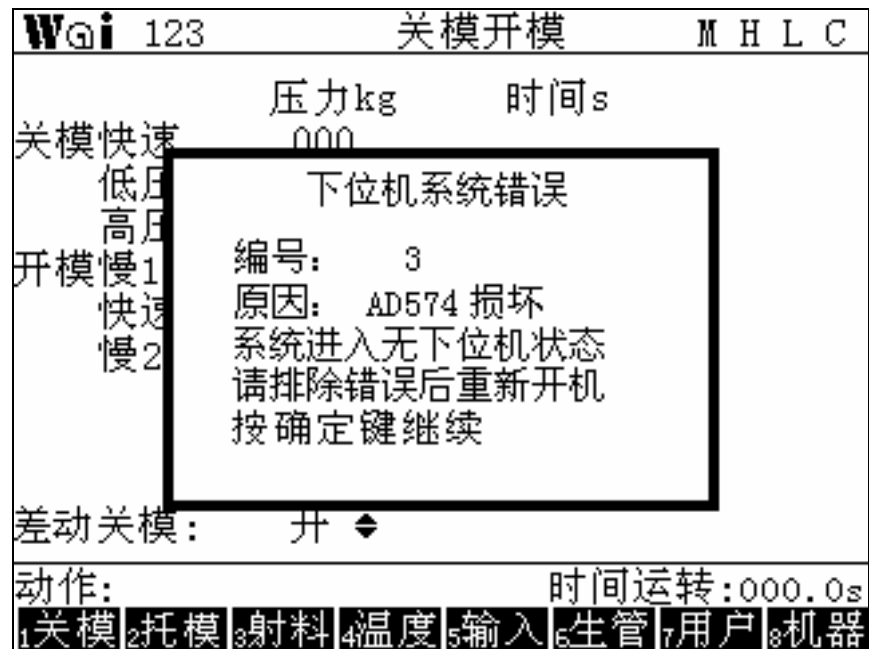 Wai 123 关模开模 M H L C
压力kg 时间s
关模快速 000
低压
高压
开模慢1
快速
慢2
下位机系统错误
编号: 3
原因: AD574 损坏
系统进入无下位机状态
请排除错误后重新开机
按确定键继续
差动关模: 开
动作: 时间运转:000.0s
1关模 2托模 3射料 4温度 5输入 6生管 7用户 8机器